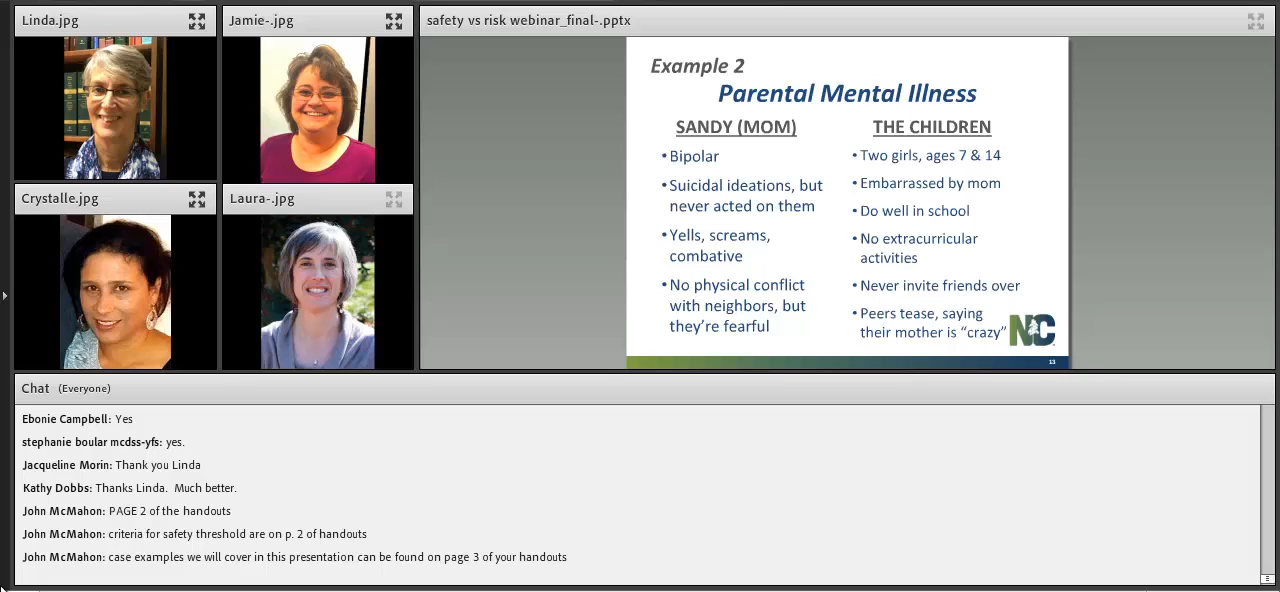 Linda.jpg
Jamie-.jpg
safety vs risk webinar_final-.pptx
Crystalle.jpg
Laura-.jpg
Example 2
Parental Mental Illness
SANDY (MOM)
• Bipolar
• Suicidal ideations, but
never acted on them
• Yells, screams,
combative
• No physical conflict
with neighbors, but
they're fearful
THE CHILDREN
• Two girls, ages 7 & 14
• Embarrassed by mom
• Do well in school
• No extracurricular
activities
• Never invite friends over
• Peers tease, saying
their mother is “crazy”
NC
13
Chat (Everyone)
Ebonie Campbell: Yes
stephanie boular mcdss-yfs: yes.
Jacqueline Morin: Thank you Linda
Kathy Dobbs: Thanks Linda.  Much better.
John McMahon: PAGE 2 of the handouts
John McMahon: criteria for safety threshold are on p. 2 of handouts
John McMahon: case examples we will cover in this presentation can be found on page 3 of your handouts